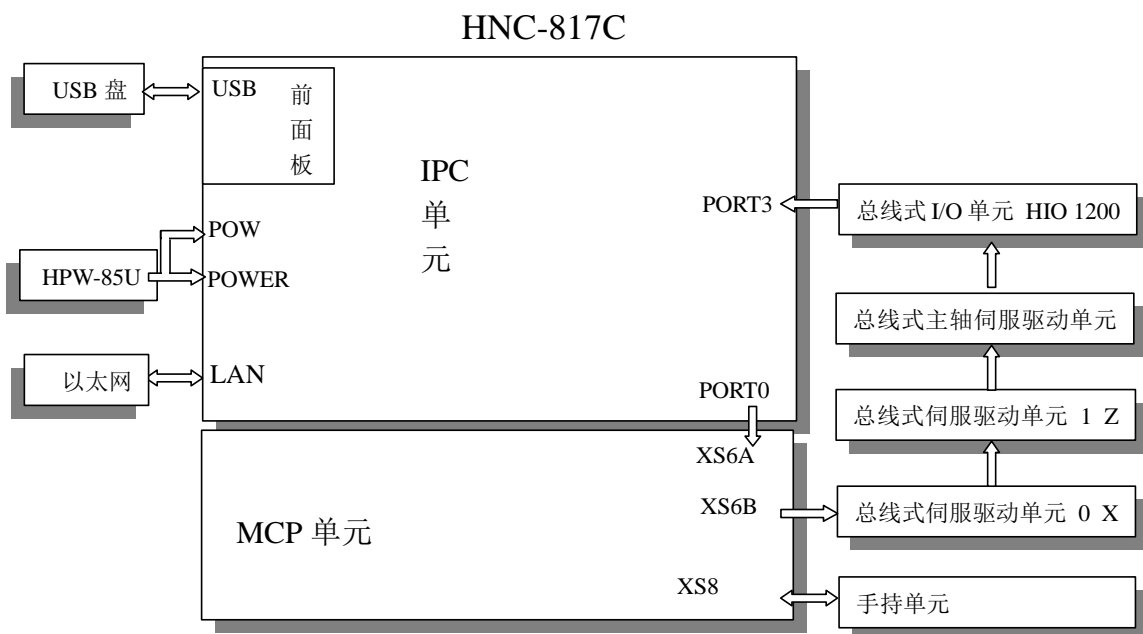 HNC-817C
USB 盘
USB
前
面
板
IPC
单
元
POW
HPW-85U
POWER
以太网
LAN
PORT3
总线式 I/O 单元 HIO 1200
总线式主轴伺服驱动单元
PORT0
总线式伺服驱动单元 1 Z
XS6A
XS6B
总线式伺服驱动单元 0 X
MCP 单元
XS8
手持单元